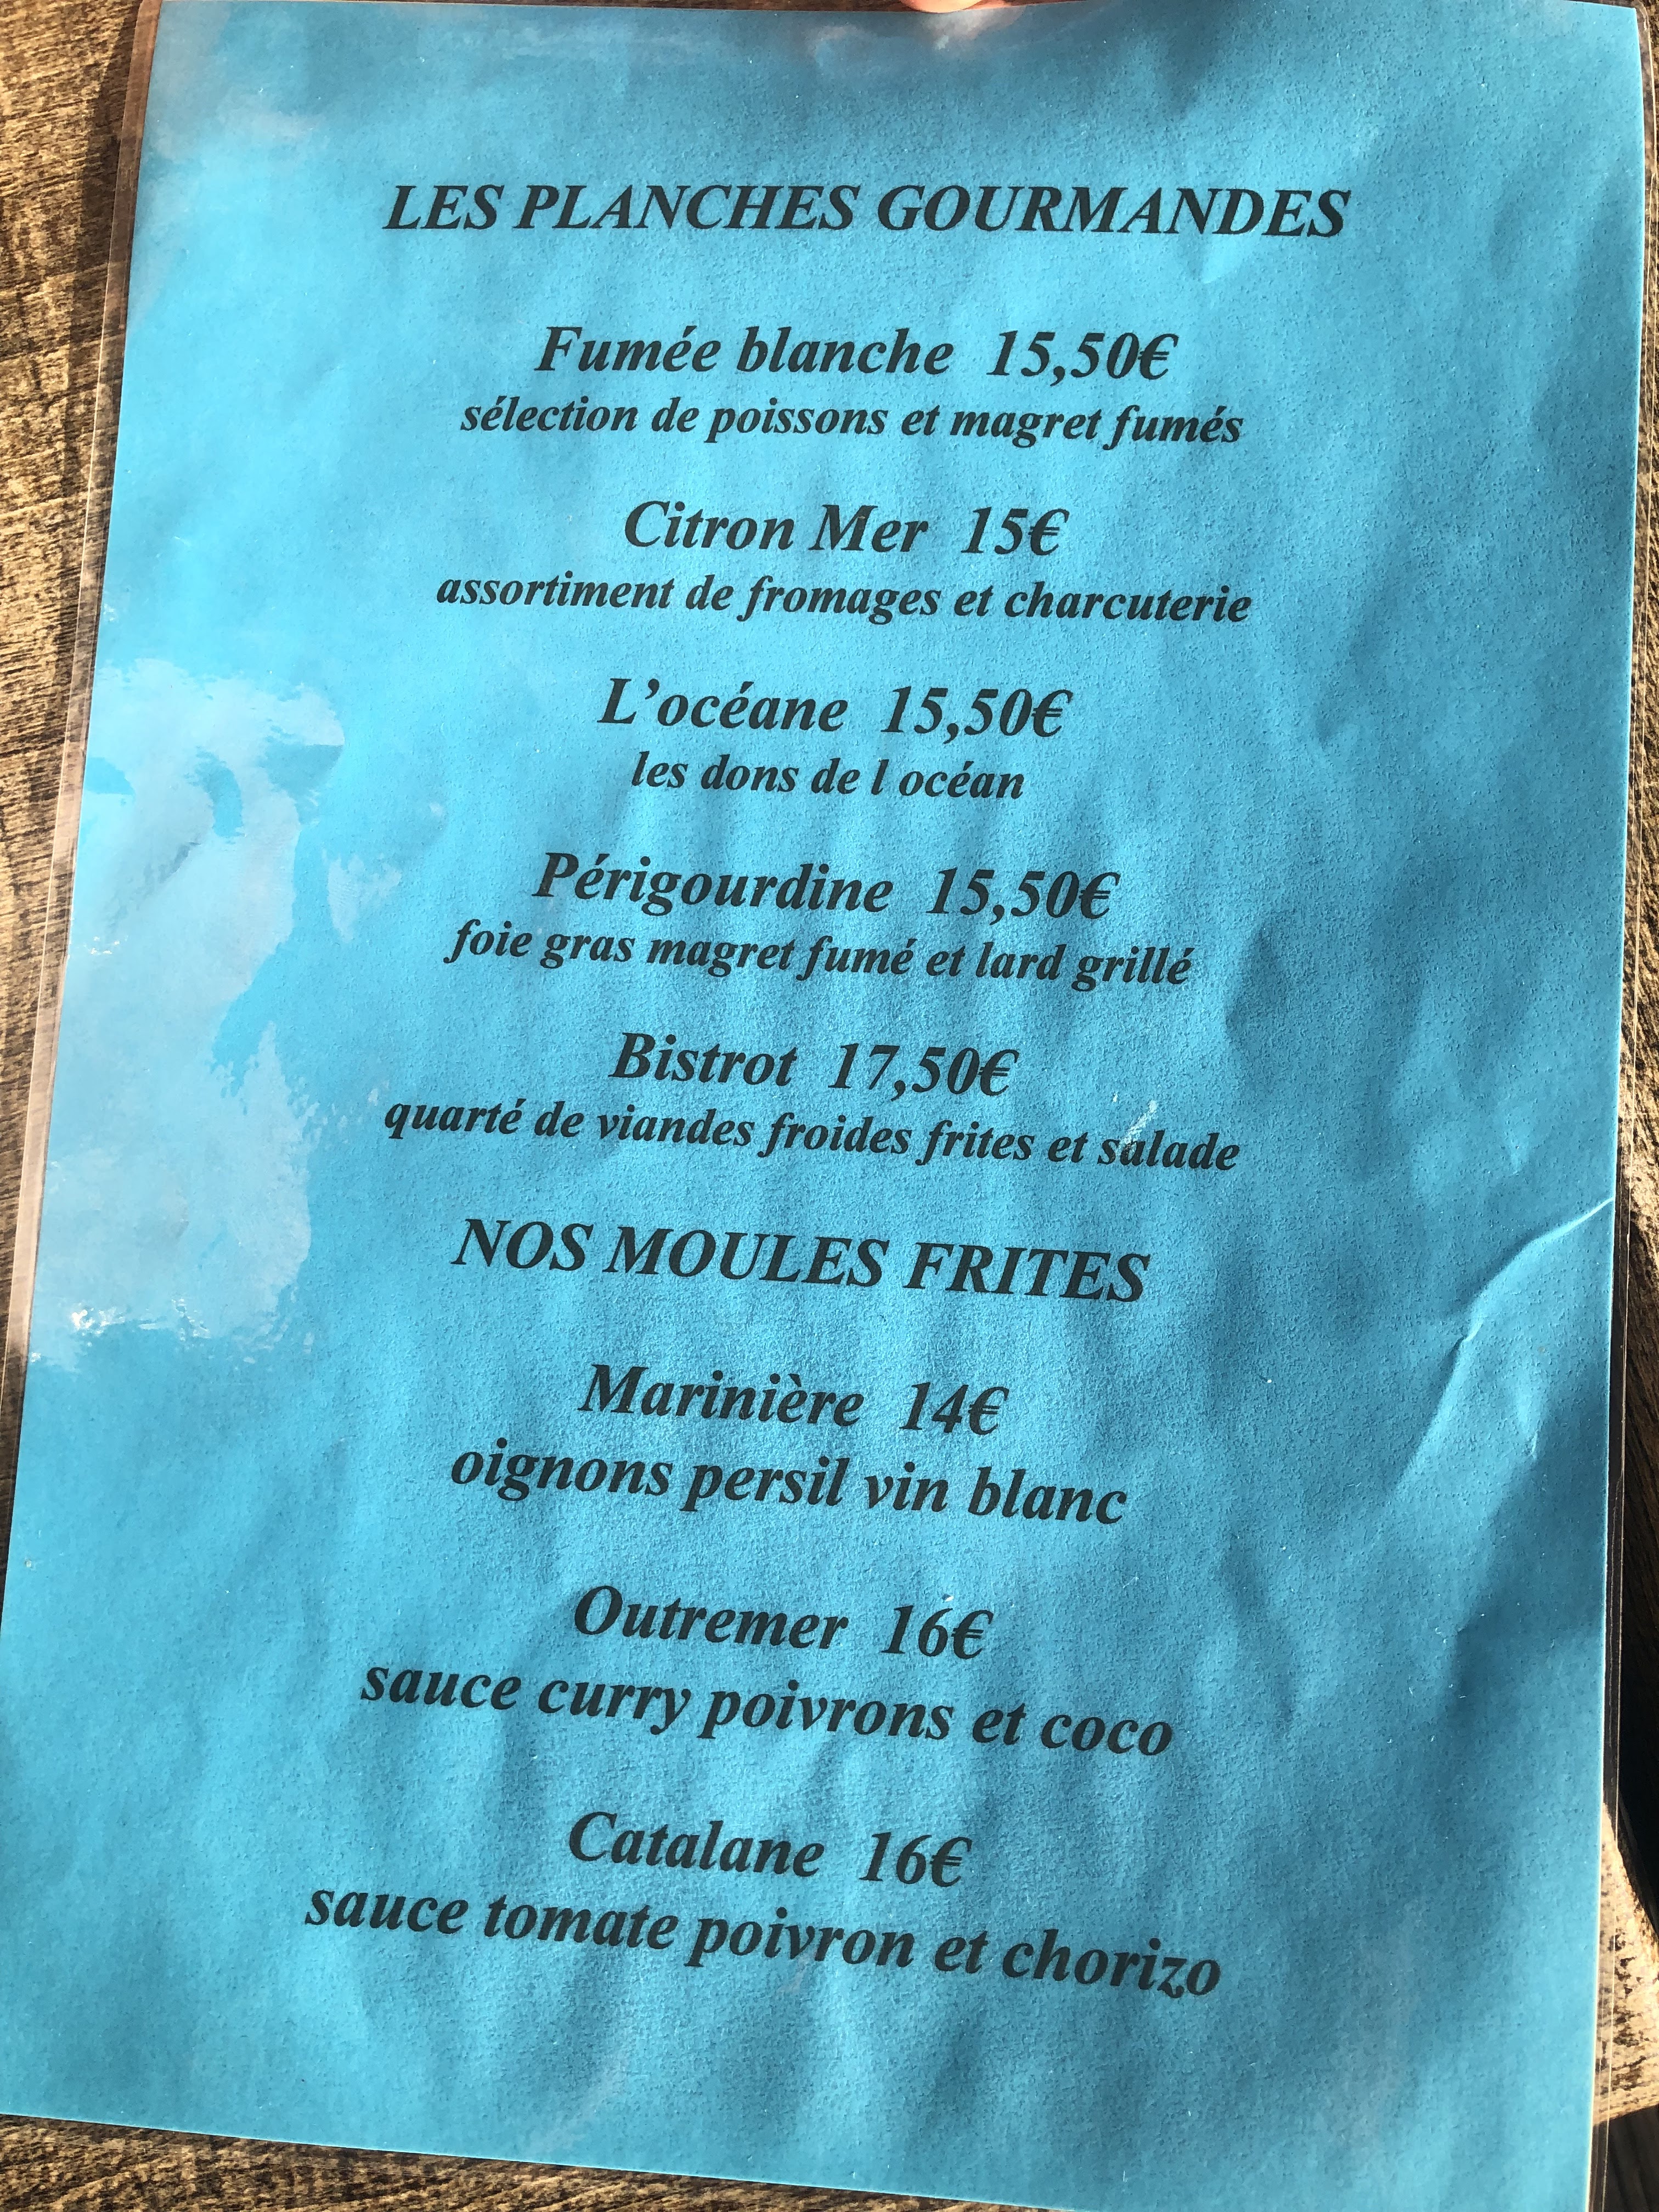 LES PLANCHES GOURMANDES
Fumée blanche 15,50€
sélection de poissons et magret fumés
Citron Mer 15€
assortiment de fromages et charcuterie
L'océane 15,50€
les dons de l océan
Périgourdine 15,50€
foie gras magret fumé et lard grillé
Bistrot 17,50€
quarté de viandes froides frites et salade
NOS MOULES FRITES
Marinière 14€
oignons persil vin blanc
Outremer 16€
sauce curry poivrons et coco
Catalane 16€
sauce tomate poivron et chorizo